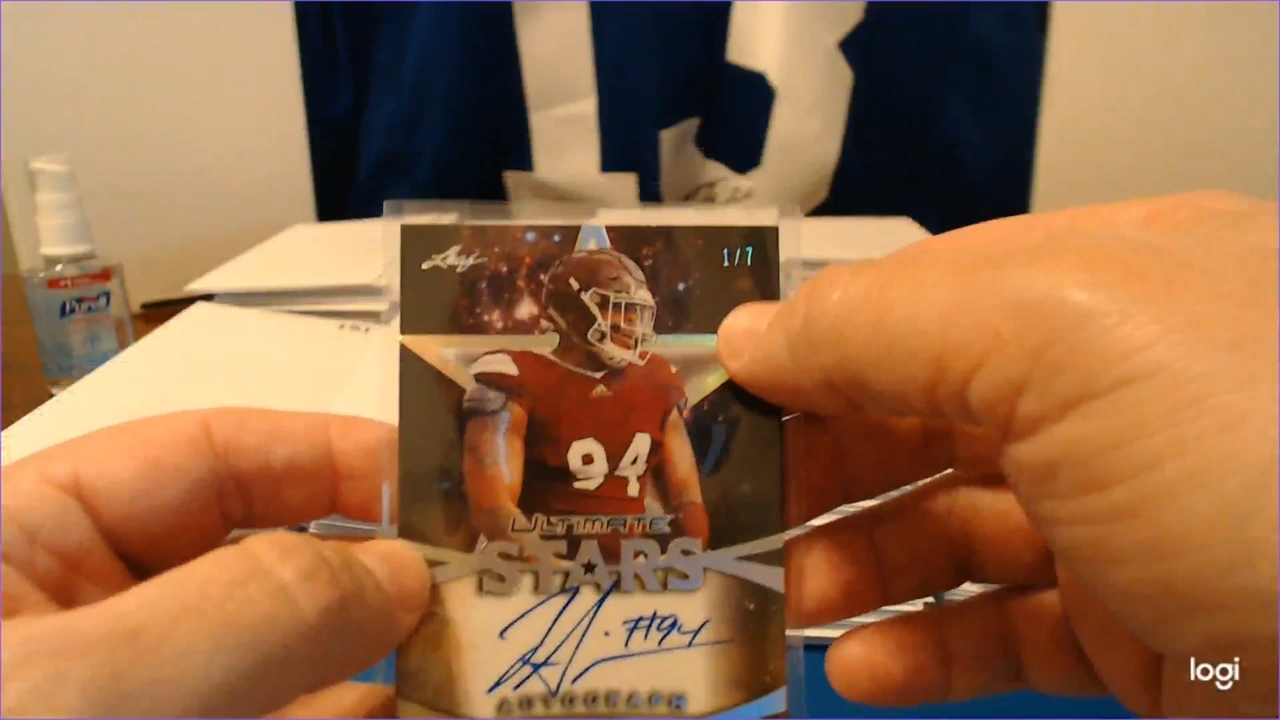 Leaf
1/7
PURELL
94
ULTIMATE
STARS
#94
AUTOGRAPH
logi